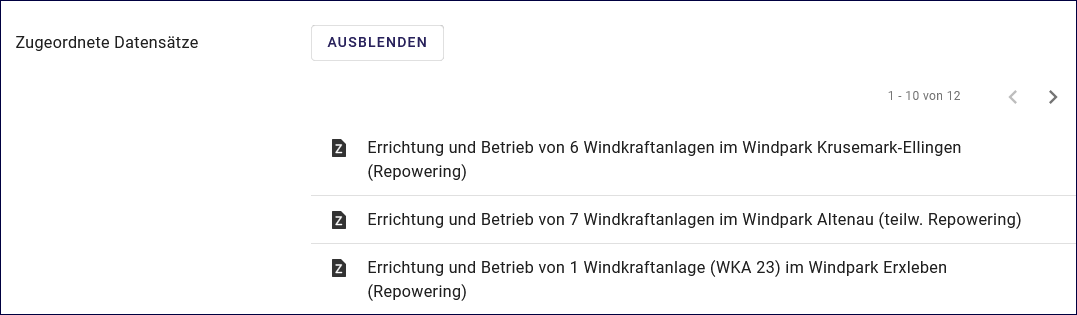 Zugeordnete Datensätze
AUSBLENDEN
1 - 10 von 12
Errichtung und Betrieb von 6 Windkraftanlagen im Windpark Krusemark-Ellingen
(Repowering)
Errichtung und Betrieb von 7 Windkraftanlagen im Windpark Altenau (teilw. Repowering)
Errichtung und Betrieb von 1 Windkraftanlage (WKA 23) im Windpark Erxleben
(Repowering)